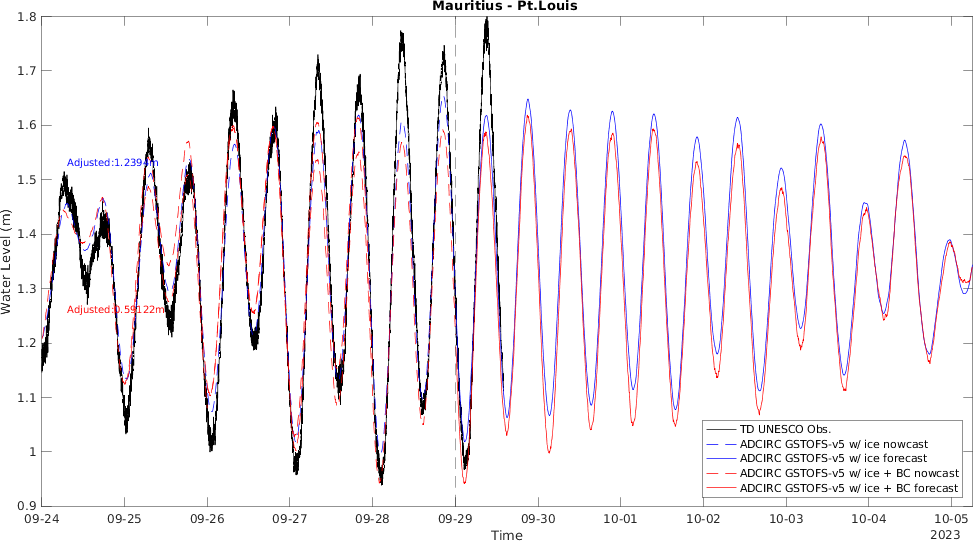 Mauritius - Pt.Louis
Water Level (m)
1.8
1.7
1.6
1.5
1.4
1.3
1.2
1.1
1
0.9
Adjusted:1.2394m
Adjusted:0.59122m
TD UNESCO Obs.
ADCIRC GSTOFS-v5 w/ ice nowcast
ADCIRC GSTOFS-v5 w/ ice forecast
ADCIRC GSTOFS-v5 w/ ice + BC nowcast
ADCIRC GSTOFS-v5 w/ ice + BC forecast
09-24 09-25 09-26 09-27 09-28 09-29 09-30 10-01 10-02 10-03 10-04 10-05
2023
Time